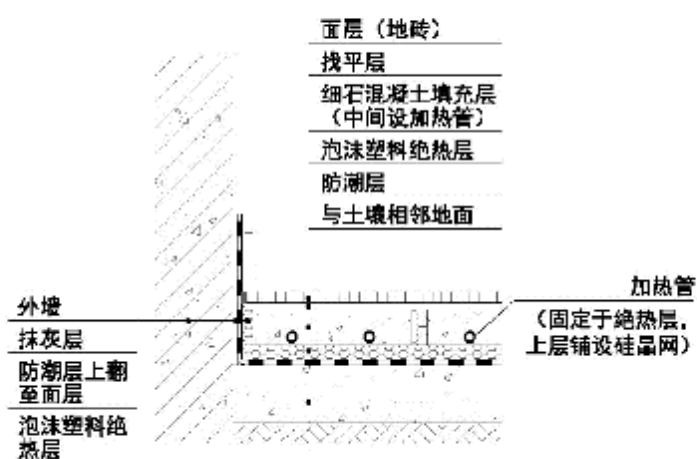 面层（地砖）
找平层
细石混凝土填充层
（中间设加热管）
泡沫塑料绝热层
防潮层
与土壤相邻地面
加热管
（固定于绝热层，
上层铺设硅晶网）
外墙
抹灰层
防潮层上翻
至面层
泡沫塑料绝
热层